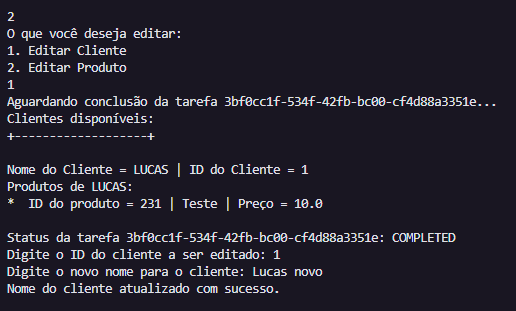 2
O que você deseja editar:
1. Editar Cliente
2. Editar Produto
1
Aguardando conclusão da tarefa 3bf0cc1f-534f-42fb-bc00-cf4d88a3351e...
Clientes disponíveis:
+-------------------+
Nome do Cliente = LUCAS | ID do Cliente = 1
Produtos de LUCAS:
*  ID do produto = 231 | Teste | Preço = 10.0
Status da tarefa 3bf0cc1f-534f-42fb-bc00-cf4d88a3351e: COMPLETED
Digite o ID do cliente a ser editado: 1
Digite o novo nome para o cliente: Lucas novo
Nome do cliente atualizado com sucesso.